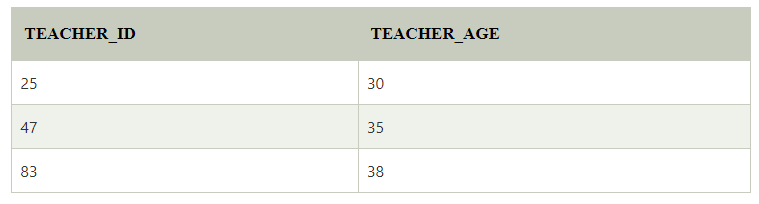 TEACHER_ID TEACHER_AGE
25 30
47 35
83 38